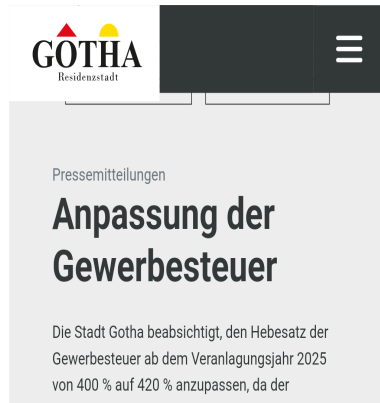 GOTHA
Residenzstadt
Pressemitteilungen
Anpassung der
Gewerbesteuer
Die Stadt Gotha beabsichtigt, den Hebesatz der
Gewerbesteuer ab dem Veranlagungsjahr 2025
von 400 % auf 420 % anzupassen, da der